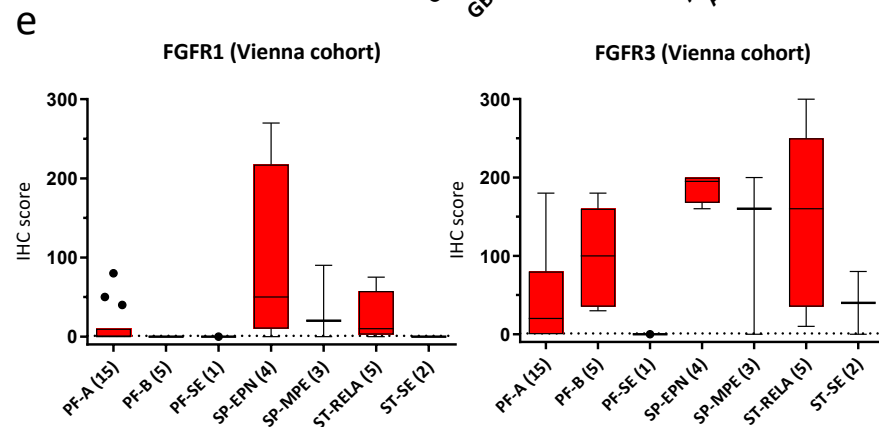 e
GB
FGFR1 (Vienna cohort)
IHC score
300
200
100
0
PF-A (15)
PF-B (5)
PF-SE (1)
SP-EPN (4)
SP-MPE (3)
ST-RELA (5)
ST-SE (2)
FGFR3 (Vienna cohort)
IHC score
300
200
100
0
PF-A (15)
PF-B (5)
PF-SE (1)
SP-EPN (4)
SP-MPE (3)
ST-RELA (5)
ST-SE (2)